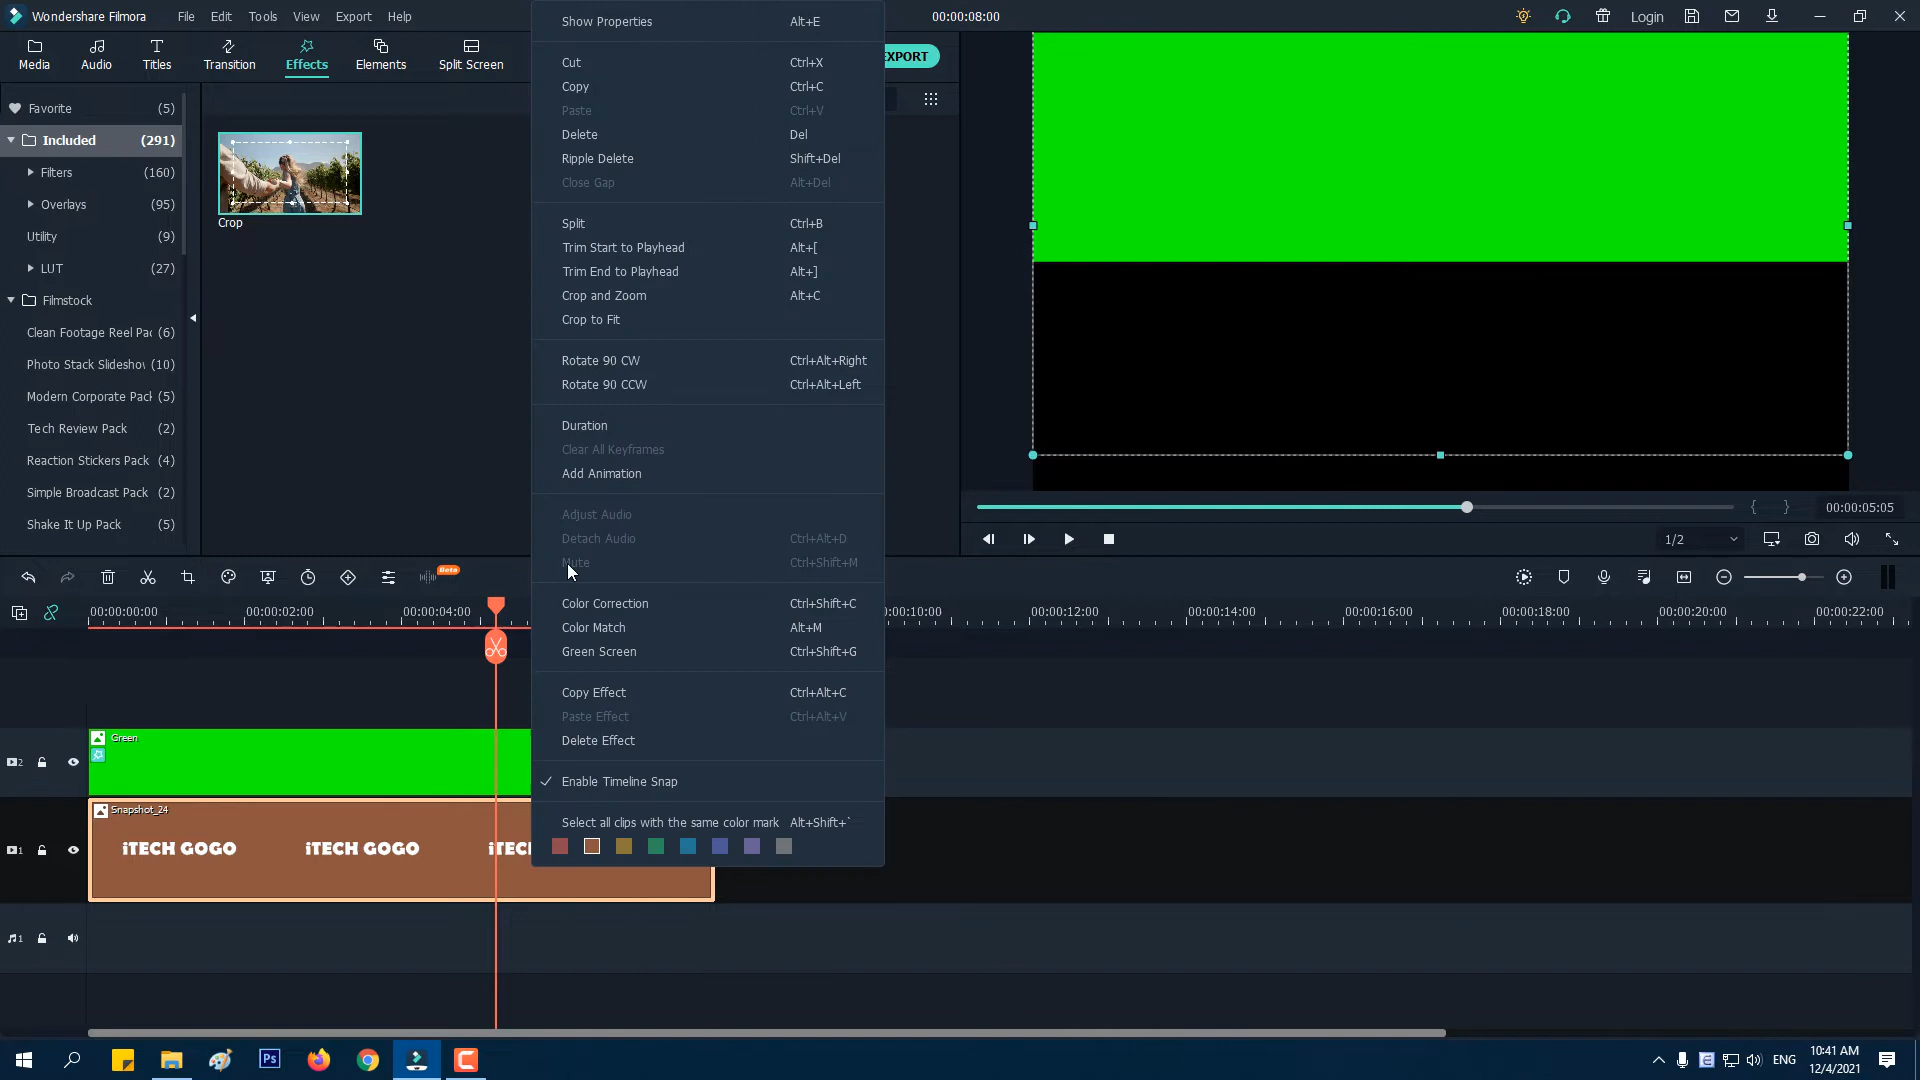 Wondershare Filmora File Edit Tools View Export Help
00:00:08:00
Login
Media Audio Titles Transition Effects Elements Split Screen
EXPORT
Favorite (5)
Included (291)
Filters (160)
Overlays (95)
Utility (9)
LUT (27)
Filmstock
Clean Footage Reel Pac (6)
Photo Stack Slideshov (10)
Modern Corporate Pack (5)
Tech Review Pack (2)
Reaction Stickers Pack (4)
Simple Broadcast Pack (2)
Shake It Up Pack (5)
Crop
Show Properties Alt+E
Cut Ctrl+X
Copy Ctrl+C
Paste Ctrl+V
Delete Del
Ripple Delete Shift+Del
Close Gap Alt+Del
Split Ctrl+B
Trim Start to Playhead Alt+[
Trim End to Playhead Alt+]
Crop and Zoom Alt+C
Crop to Fit
Rotate 90 CW Ctrl+Alt+Right
Rotate 90 CCW Ctrl+Alt+Left
Duration
Clear All Keyframes
Add Animation
Adjust Audio
Detach Audio Ctrl+Alt+D
Mute Ctrl+Shift+M
Color Correction Ctrl+Shift+C
Color Match Alt+M
Green Screen Ctrl+Shift+G
Copy Effect Ctrl+Alt+C
Paste Effect Ctrl+Alt+V
Delete Effect
Enable Timeline Snap
Select all clips with the same color mark Alt+Shift+`
{ } 00:00:05:05
1/2
Beta
00:00:00:00 00:00:02:00 00:00:04:00 00:00:10:00 00:00:12:00 00:00:14:00 00:00:16:00 00:00:18:00 00:00:20:00 00:00:22:00
2
Green
1
Snapshot_24
iTECH GOGO iTECH GOGO iTEC
1
Ps
ENG
10:41 AM
12/4/2021